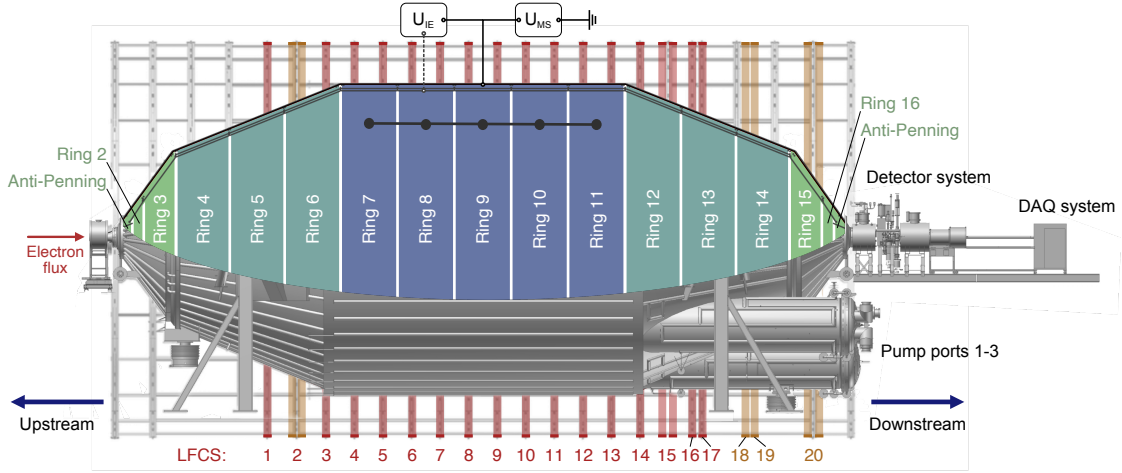 U_IE
U_MS
Ring 2
Anti-Penning
Ring 3
Ring 4
Ring 5
Ring 6
Ring 7
Ring 8
Ring 9
Ring 10
Ring 11
Ring 12
Ring 13
Ring 14
Ring 15
Ring 16
Anti-Penning
Detector system
DAQ system
Electron
flux
Pump ports 1-3
Upstream
Downstream
LFCS: 1 2 3 4 5 6 7 8 9 10 11 12 13 14 15 16 17 18 19 20